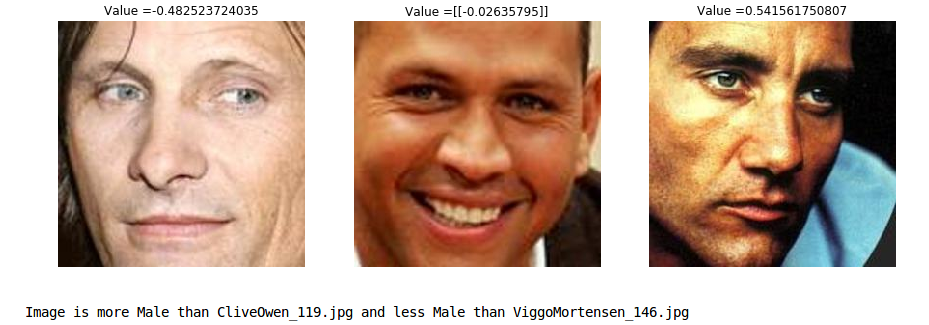 Value =-0.482523724035
Value =[[-0.02635795]]
Value =0.541561750807
Image is more Male than CliveOwen_119.jpg and less Male than ViggoMortensen_146.jpg